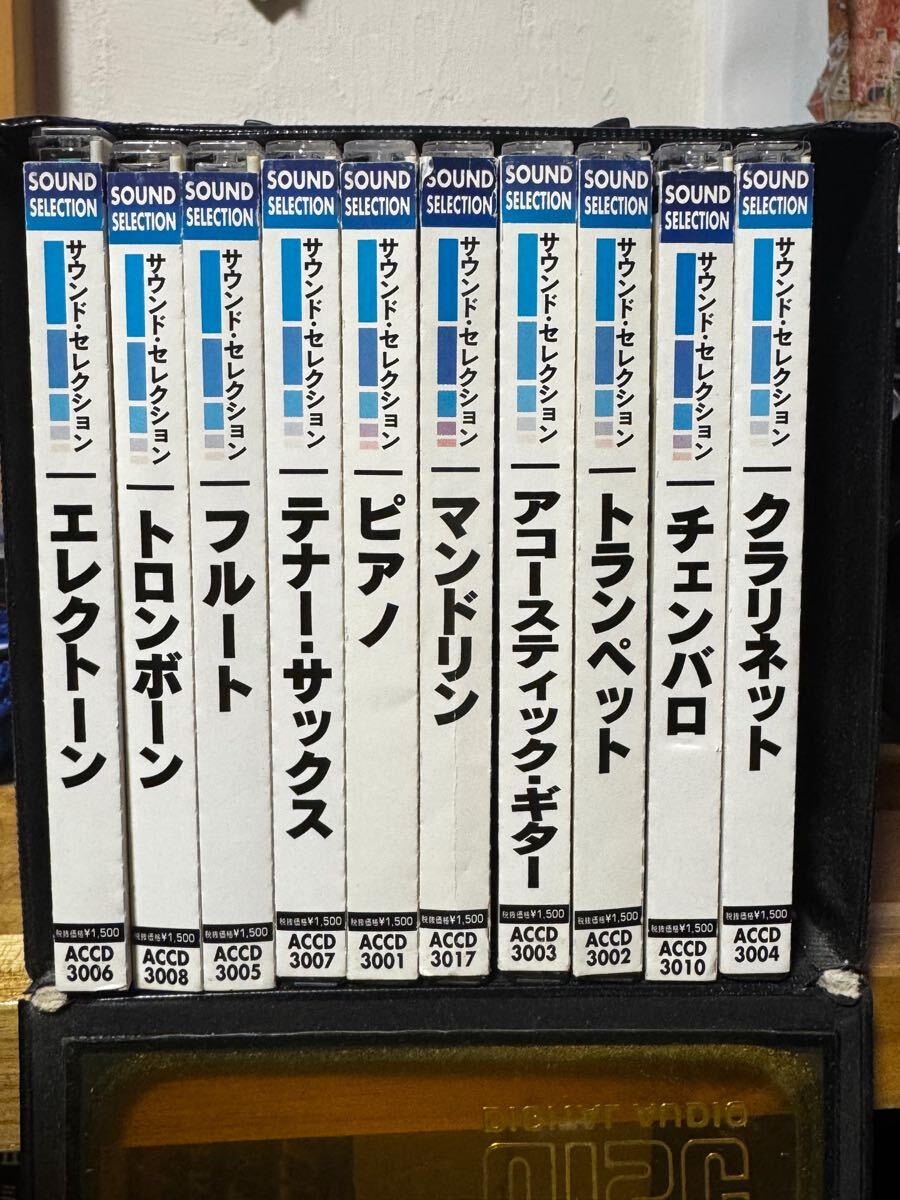 SOUND
SELECTION
サウンド・セレクション
エレクトーン
税抜価格¥1,500
ACCD
3006
SOUND
SELECTION
サウンド・セレクション
トロンボーン
税抜価格¥1,500
ACCD
3008
SOUND
SELECTION
サウンド・セレクション
フルート
税抜価格¥1,500
ACCD
3005
SOUND
SELECTION
サウンド・セレクション
テナー・サックス
税抜価格¥1,500
ACCD
3007
SOUND
SELECTION
サウンド・セレクション
ピアノ
税抜価格¥1,500
ACCD
3001
SOUND
SELECTION
サウンド・セレクション
マンドリン
税抜価格¥1,500
ACCD
3017
SOUND
SELECTION
サウンド・セレクション
アコースティック・ギター
税抜価格¥1,500
ACCD
3003
SOUND
SELECTION
サウンド・セレクション
トランペット
税抜価格¥1,500
ACCD
3002
SOUND
SELECTION
サウンド・セレクション
チェンバロ
税抜価格¥1,500
ACCD
3010
SOUND
SELECTION
サウンド・セレクション
クラリネット
税抜価格¥1,500
ACCD
3004
DIGITAL AUDIO
disc